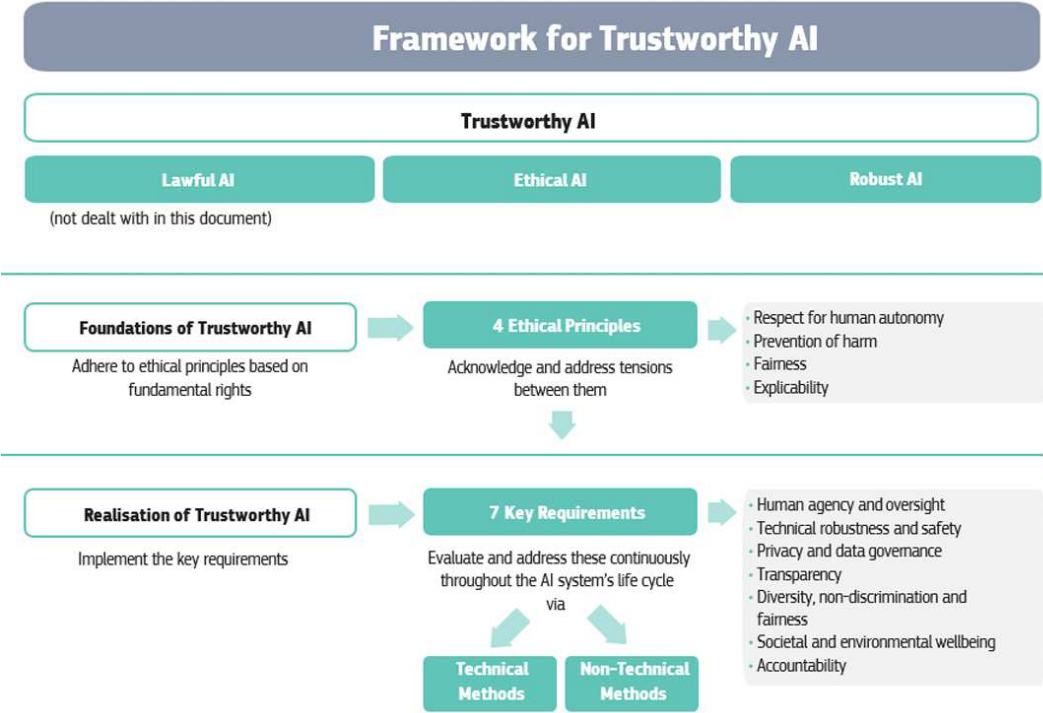 Framework for Trustworthy AI
Trustworthy AI
Lawful AI
Ethical AI
Robust AI
(not dealt with in this document)
Foundations of Trustworthy AI
Adhere to ethical principles based on
fundamental rights
4 Ethical Principles
Acknowledge and address tensions
between them
• Respect for human autonomy
• Prevention of harm
• Fairness
• Explicability
Realisation of Trustworthy AI
Implement the key requirements
7 Key Requirements
Evaluate and address these continuously
throughout the AI system's life cycle
via
Technical
Methods
Non-Technical
Methods
• Human agency and oversight
• Technical robustness and safety
• Privacy and data governance
• Transparency
• Diversity, non-discrimination and
fairness
• Societal and environmental wellbeing
• Accountability